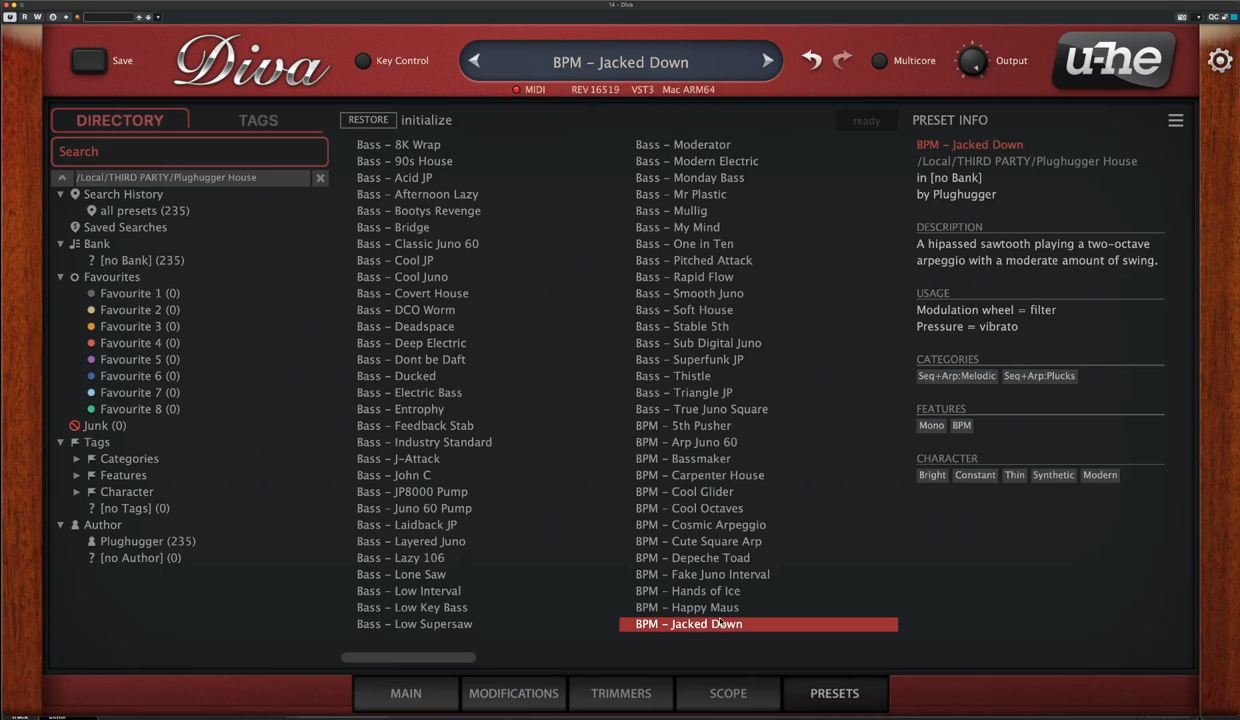 14 - Diva
R W
QC
Save
Diva
Key Control
BPM - Jacked Down
Multicore
Output
u-he
MIDI REV 16519 VST3 Mac ARM64
DIRECTORY TAGS
Search
/Local/THIRD PARTY/Plughugger House
Search History
all presets (235)
Saved Searches
Bank
? [no Bank] (235)
Favourites
Favourite 1 (0)
Favourite 2 (0)
Favourite 3 (0)
Favourite 4 (0)
Favourite 5 (0)
Favourite 6 (0)
Favourite 7 (0)
Favourite 8 (0)
Junk (0)
Tags
Categories
Features
Character
? [no Tags] (0)
Author
Plughugger (235)
? [no Author] (0)
RESTORE initialize
ready
Bass - 8K Wrap
Bass - 90s House
Bass - Acid JP
Bass - Afternoon Lazy
Bass - Bootys Revenge
Bass - Bridge
Bass - Classic Juno 60
Bass - Cool JP
Bass - Cool Juno
Bass - Covert House
Bass - DCO Worm
Bass - Deadspace
Bass - Deep Electric
Bass - Dont be Daft
Bass - Ducked
Bass - Electric Bass
Bass - Entrophy
Bass - Feedback Stab
Bass - Industry Standard
Bass - J-Attack
Bass - John C
Bass - JP8000 Pump
Bass - Juno 60 Pump
Bass - Laidback JP
Bass - Layered Juno
Bass - Lazy 106
Bass - Lone Saw
Bass - Low Interval
Bass - Low Key Bass
Bass - Low Supersaw
Bass - Moderator
Bass - Modern Electric
Bass - Monday Bass
Bass - Mr Plastic
Bass - Mullig
Bass - My Mind
Bass - One in Ten
Bass - Pitched Attack
Bass - Rapid Flow
Bass - Smooth Juno
Bass - Soft House
Bass - Stable 5th
Bass - Sub Digital Juno
Bass - Superfunk JP
Bass - Thistle
Bass - Triangle JP
Bass - True Juno Square
BPM - 5th Pusher
BPM - Arp Juno 60
BPM - Bassmaker
BPM - Carpenter House
BPM - Cool Glider
BPM - Cool Octaves
BPM - Cosmic Arpeggio
BPM - Cute Square Arp
BPM - Depeche Toad
BPM - Fake Juno Interval
BPM - Hands of Ice
BPM - Happy Maus
BPM - Jacked Down
PRESET INFO
BPM - Jacked Down
/Local/THIRD PARTY/Plughugger House
in [no Bank]
by Plughugger
DESCRIPTION
A hipassed sawtooth playing a two-octave
arpeggio with a moderate amount of swing.
USAGE
Modulation wheel = filter
Pressure = vibrato
CATEGORIES
Seq+Arp:Melodic Seq+Arp:Plucks
FEATURES
Mono BPM
CHARACTER
Bright Constant Thin Synthetic Modern
MAIN MODIFICATIONS TRIMMERS SCOPE PRESETS